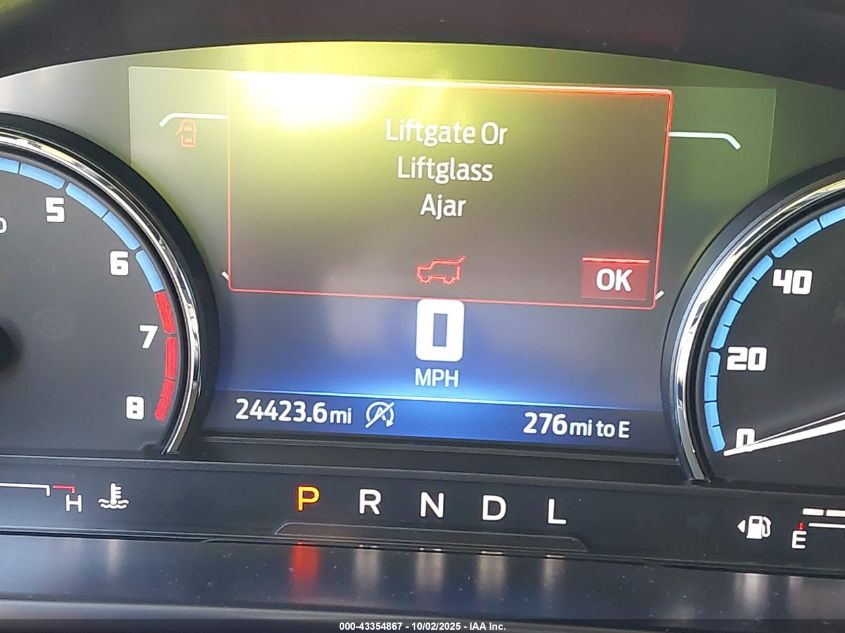 Liftgate Or
Liftglass
Ajar
OK
5
6
7
8
40
20
0
0
MPH
24423.6mi
276mi to E
H
P R N D L
E
000-43354867 - 10/02/2025 - IAA Inc.